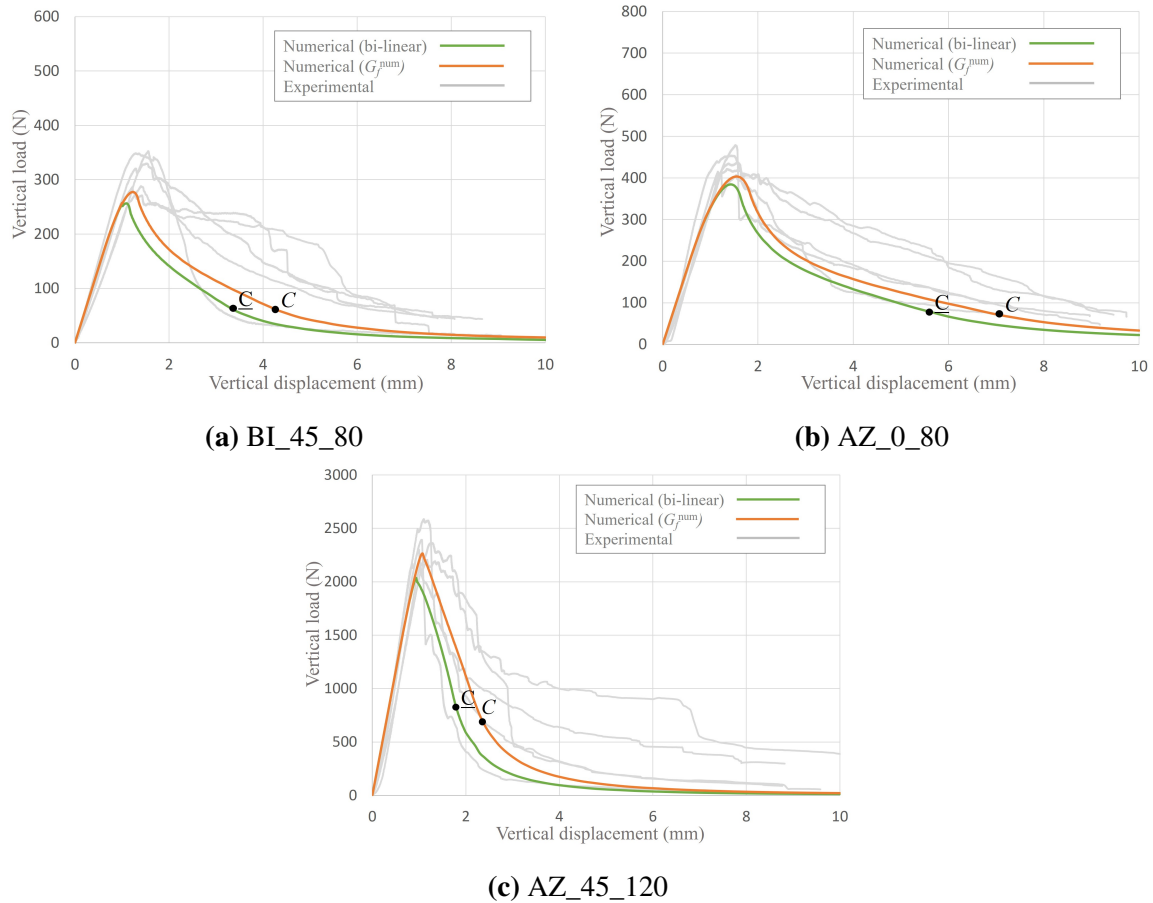 600
500
400
300
200
100
0
Vertical load (N)
Numerical (bi-linear)
Numerical (G_f^num)
Experimental
C
C
0 2 4 6 8 10
Vertical displacement (mm)
(a) BI_45_80
800
700
600
500
400
300
200
100
0
Vertical load (N)
Numerical (bi-linear)
Numerical (G_f^num)
Experimental
C
C
0 2 4 6 8 10
Vertical displacement (mm)
(b) AZ_0_80
3000
2500
2000
1500
1000
500
0
Vertical load (N)
Numerical (bi-linear)
Numerical (G_f^num)
Experimental
C
C
0 2 4 6 8 10
Vertical displacement (mm)
(c) AZ_45_120